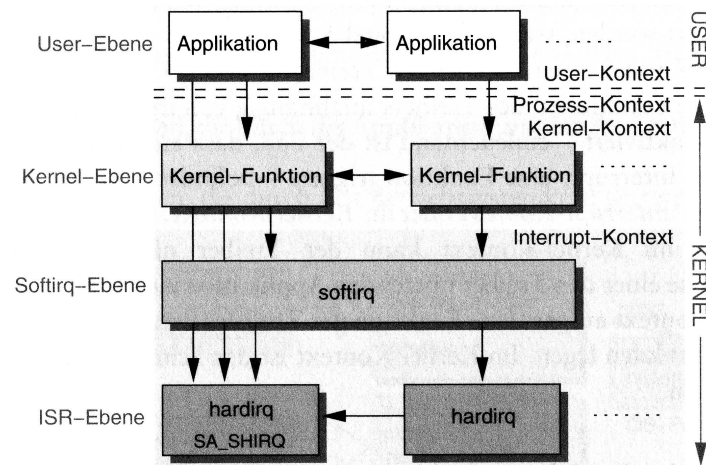 User–Ebene
Applikation
Applikation
User–Kontext
USER
Prozess–Kontext
Kernel–Kontext
Kernel–Ebene
Kernel–Funktion
Kernel–Funktion
Interrupt–Kontext
KERNEL
Softirq–Ebene
softirq
ISR–Ebene
hardirq
SA_SHIRQ
hardirq